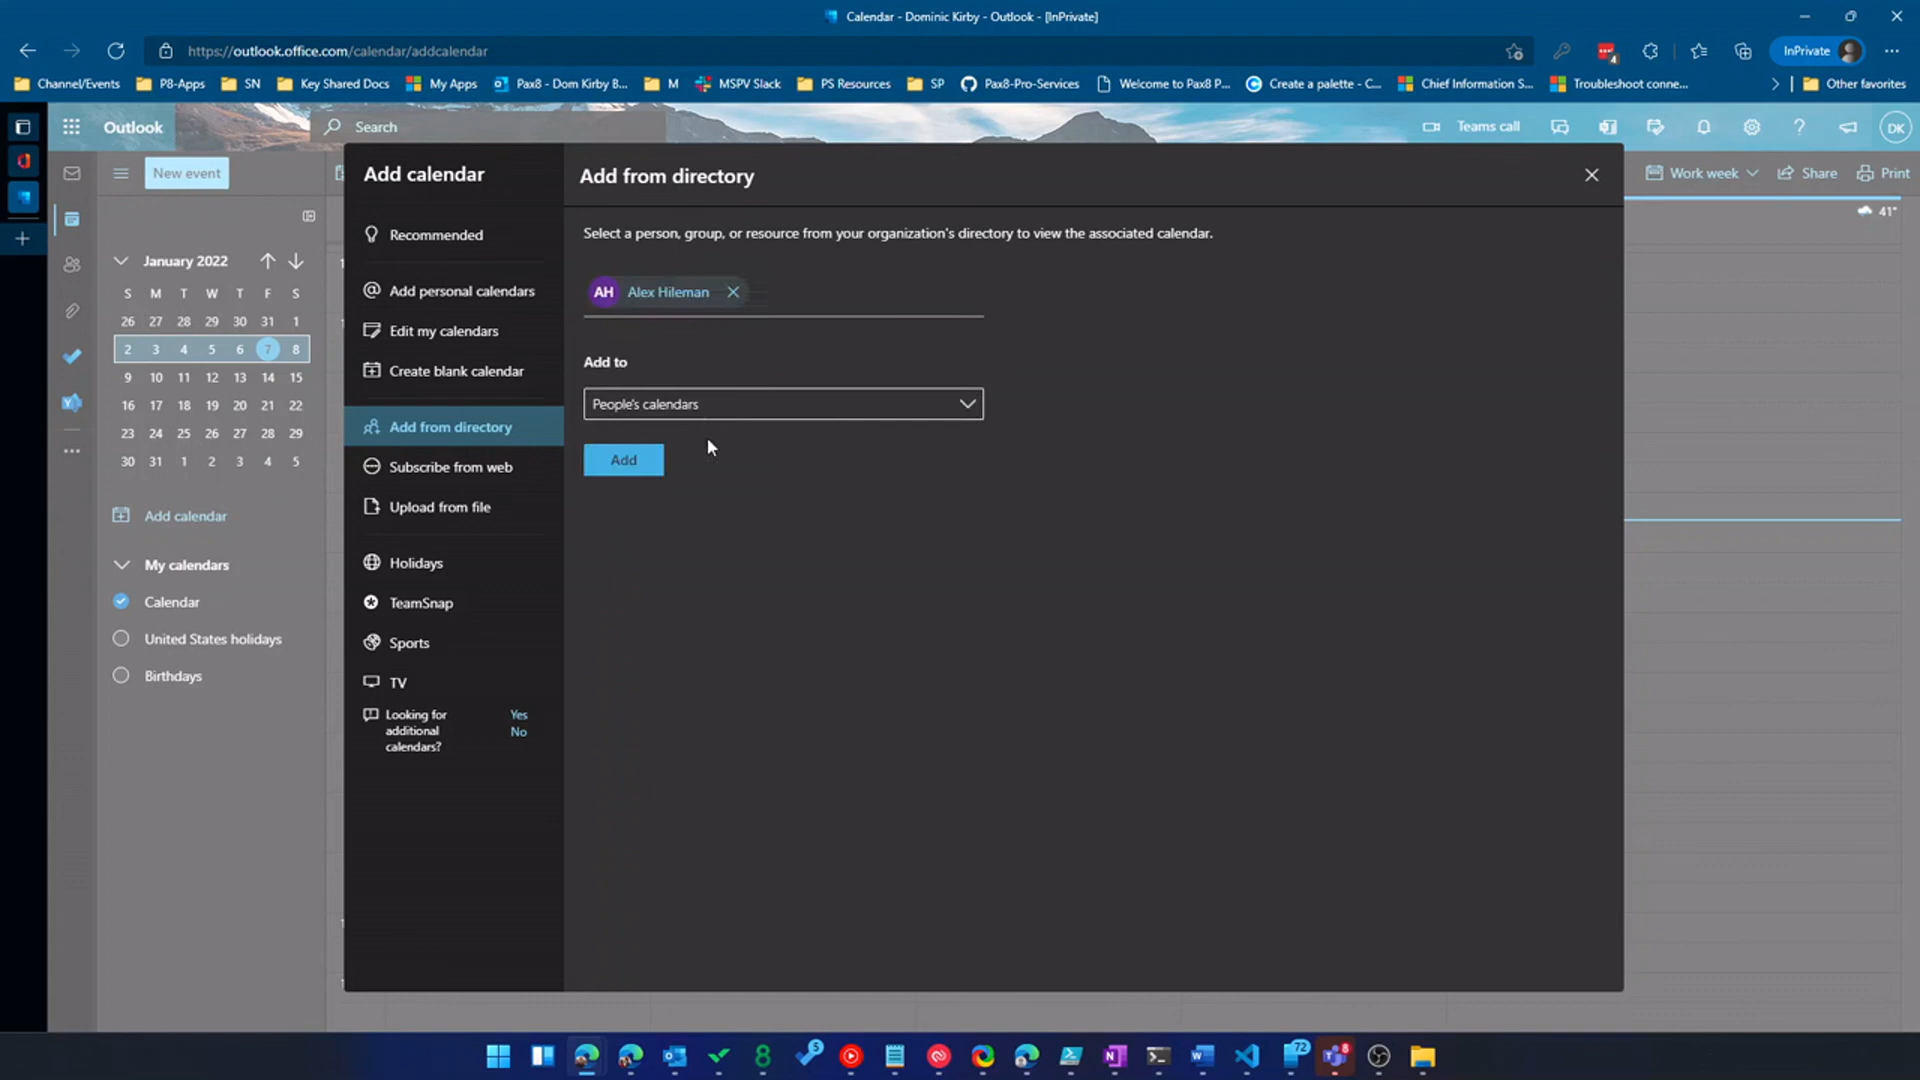 Calendar - Dominic Kirby - Outlook - [InPrivate]
https://outlook.office.com/calendar/addcalendar
InPrivate
4
Channel/Events
P8-Apps
SN
Key Shared Docs
My Apps
Pax8 - Dom Kirby B...
M
MSPV Slack
PS Resources
SP
Pax8-Pro-Services
Welcome to Pax8 P...
Create a palette - C...
Chief Information S...
Troubleshoot conne...
Other favorites
Outlook
Search
Teams call
DK
New event
Work week
Share
Print
41°
January 2022
S M T W T F S
26 27 28 29 30 31 1
2 3 4 5 6 7 8
9 10 11 12 13 14 15
16 17 18 19 20 21 22
23 24 25 26 27 28 29
30 31 1 2 3 4 5
Add calendar
My calendars
Calendar
United States holidays
Birthdays
Add calendar
Recommended
Add personal calendars
Edit my calendars
Create blank calendar
Add from directory
Subscribe from web
Upload from file
Holidays
TeamSnap
Sports
TV
Looking for additional calendars?
Yes
No
Add from directory
Select a person, group, or resource from your organization's directory to view the associated calendar.
AH Alex Hileman
Add to
People's calendars
Add
5
72
8